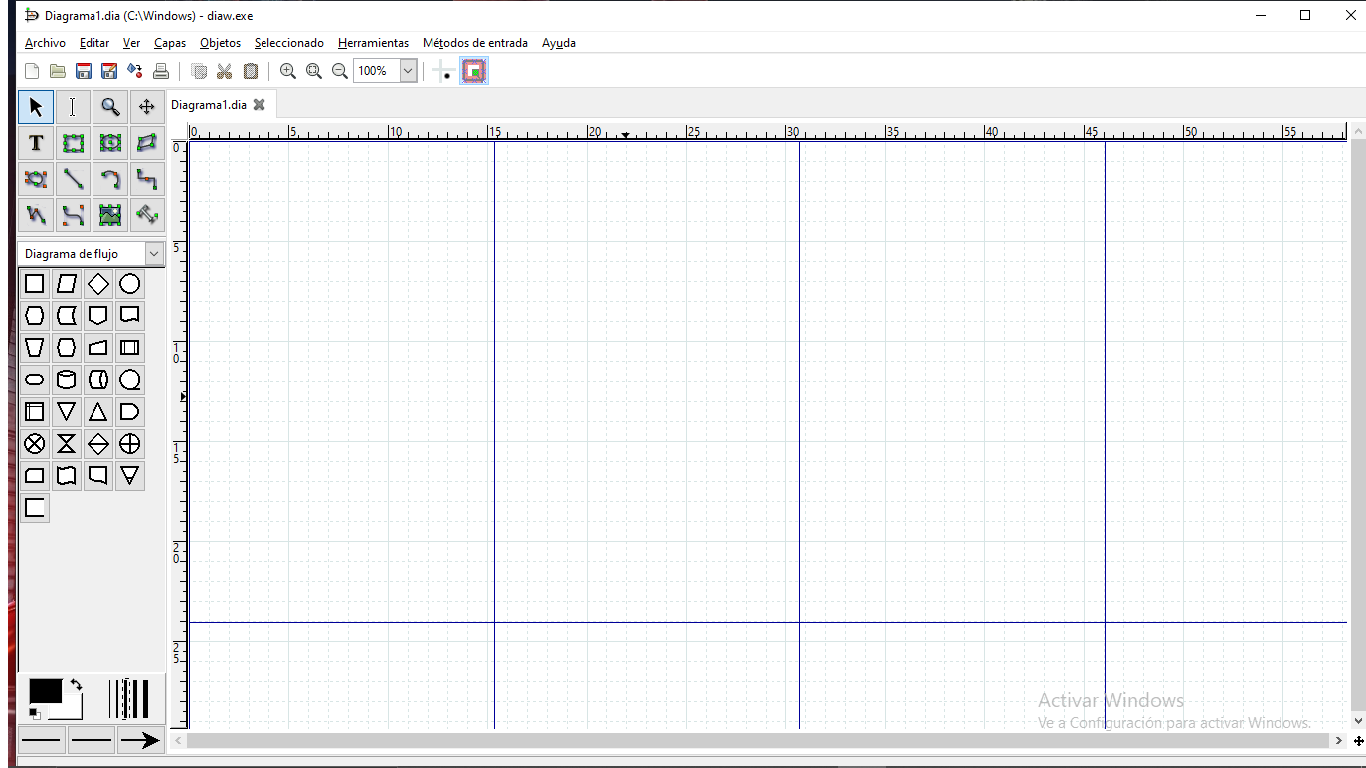 Diagrama1.dia (C:\Windows) - diaw.exe
Archivo Editar Ver Capas Objetos Seleccionado Herramientas Métodos de entrada Ayuda
100%
Diagrama1.dia
0 5 10 15 20 25 30 35 40 45 50 55
T
0
5
10
15
20
25
Diagrama de flujo
Activar Windows
Ve a Configuración para activar Windows.